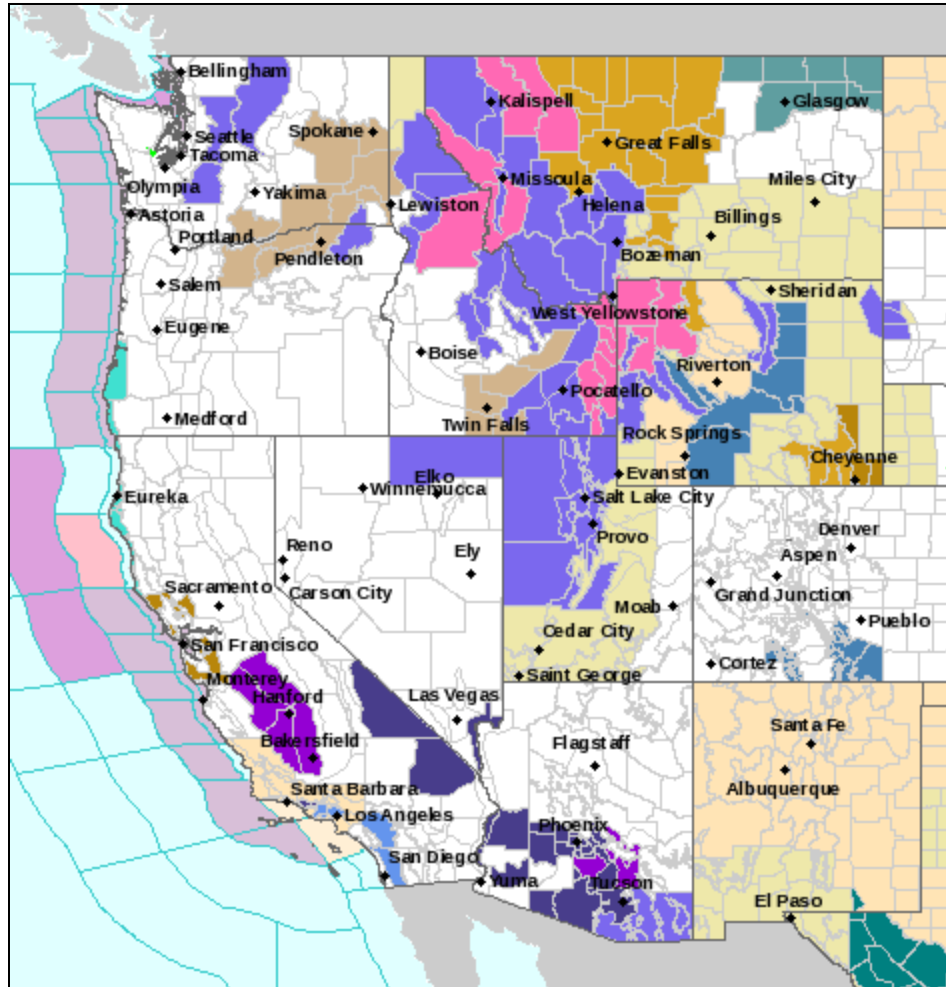 Bellingham
Kalispell
Glasgow
Spokane
Seattle
Great Falls
Tacoma
Olympia
Yakima
Missoula
Miles City
Lewiston
Helena
Astoria
Billings
Portland
Pendleton
Bozeman
Salem
Sheridan
West Yellowstone
Eugene
Boise
Riverton
Pocatello
Medford
Twin Falls
Rock Springs
Cheyenne
Elko
Evanston
Winnemucca
Eureka
Salt Lake City
Provo
Denver
Reno
Ely
Aspen
Sacramento
Carson City
Grand Junction
Moab
Pueblo
Cedar City
San Francisco
Cortez
Saint George
Monterey
Hanford
Las Vegas
Santa Fe
Bakersfield
Flagstaff
Santa Barbara
Albuquerque
Los Angeles
Phoenix
San Diego
Yuma
Tucson
El Paso